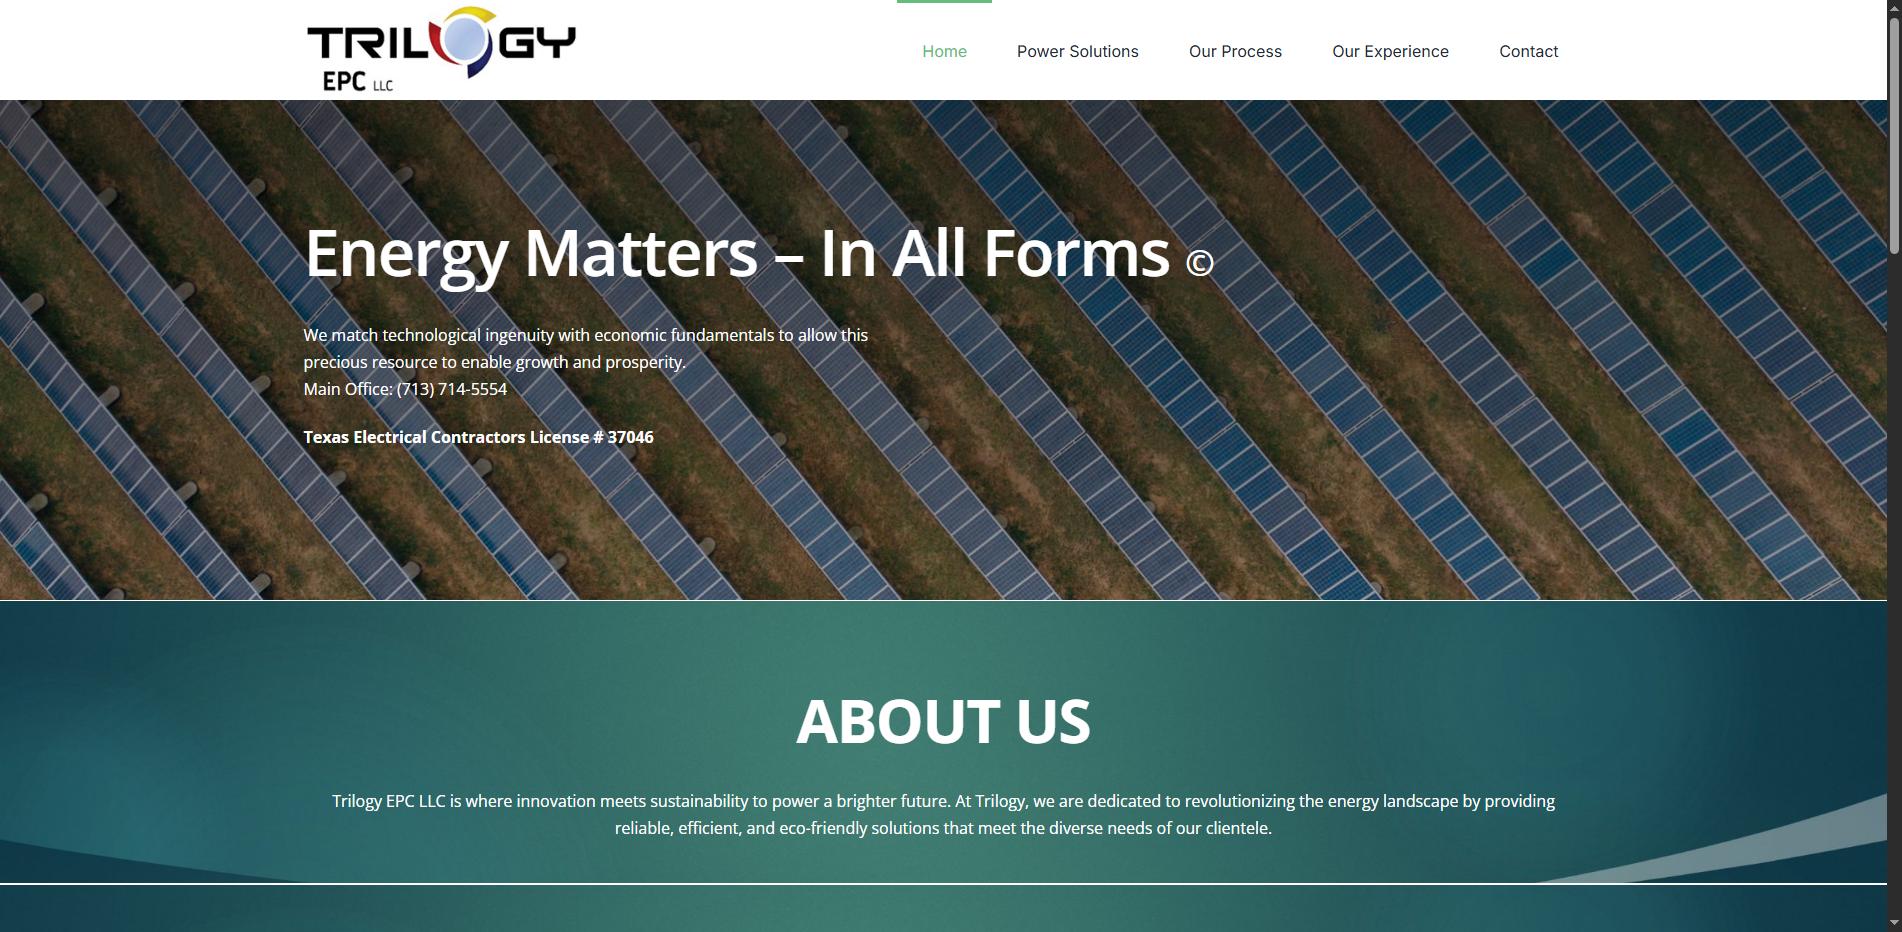 TRILOGY
EPC LLC
Home Power Solutions Our Process Our Experience Contact
Energy Matters – In All Forms ©
We match technological ingenuity with economic fundamentals to allow this
precious resource to enable growth and prosperity.
Main Office: (713) 714-5554
Texas Electrical Contractors License # 37046
ABOUT US
Trilogy EPC LLC is where innovation meets sustainability to power a brighter future. At Trilogy, we are dedicated to revolutionizing the energy landscape by providing
reliable, efficient, and eco-friendly solutions that meet the diverse needs of our clientele.